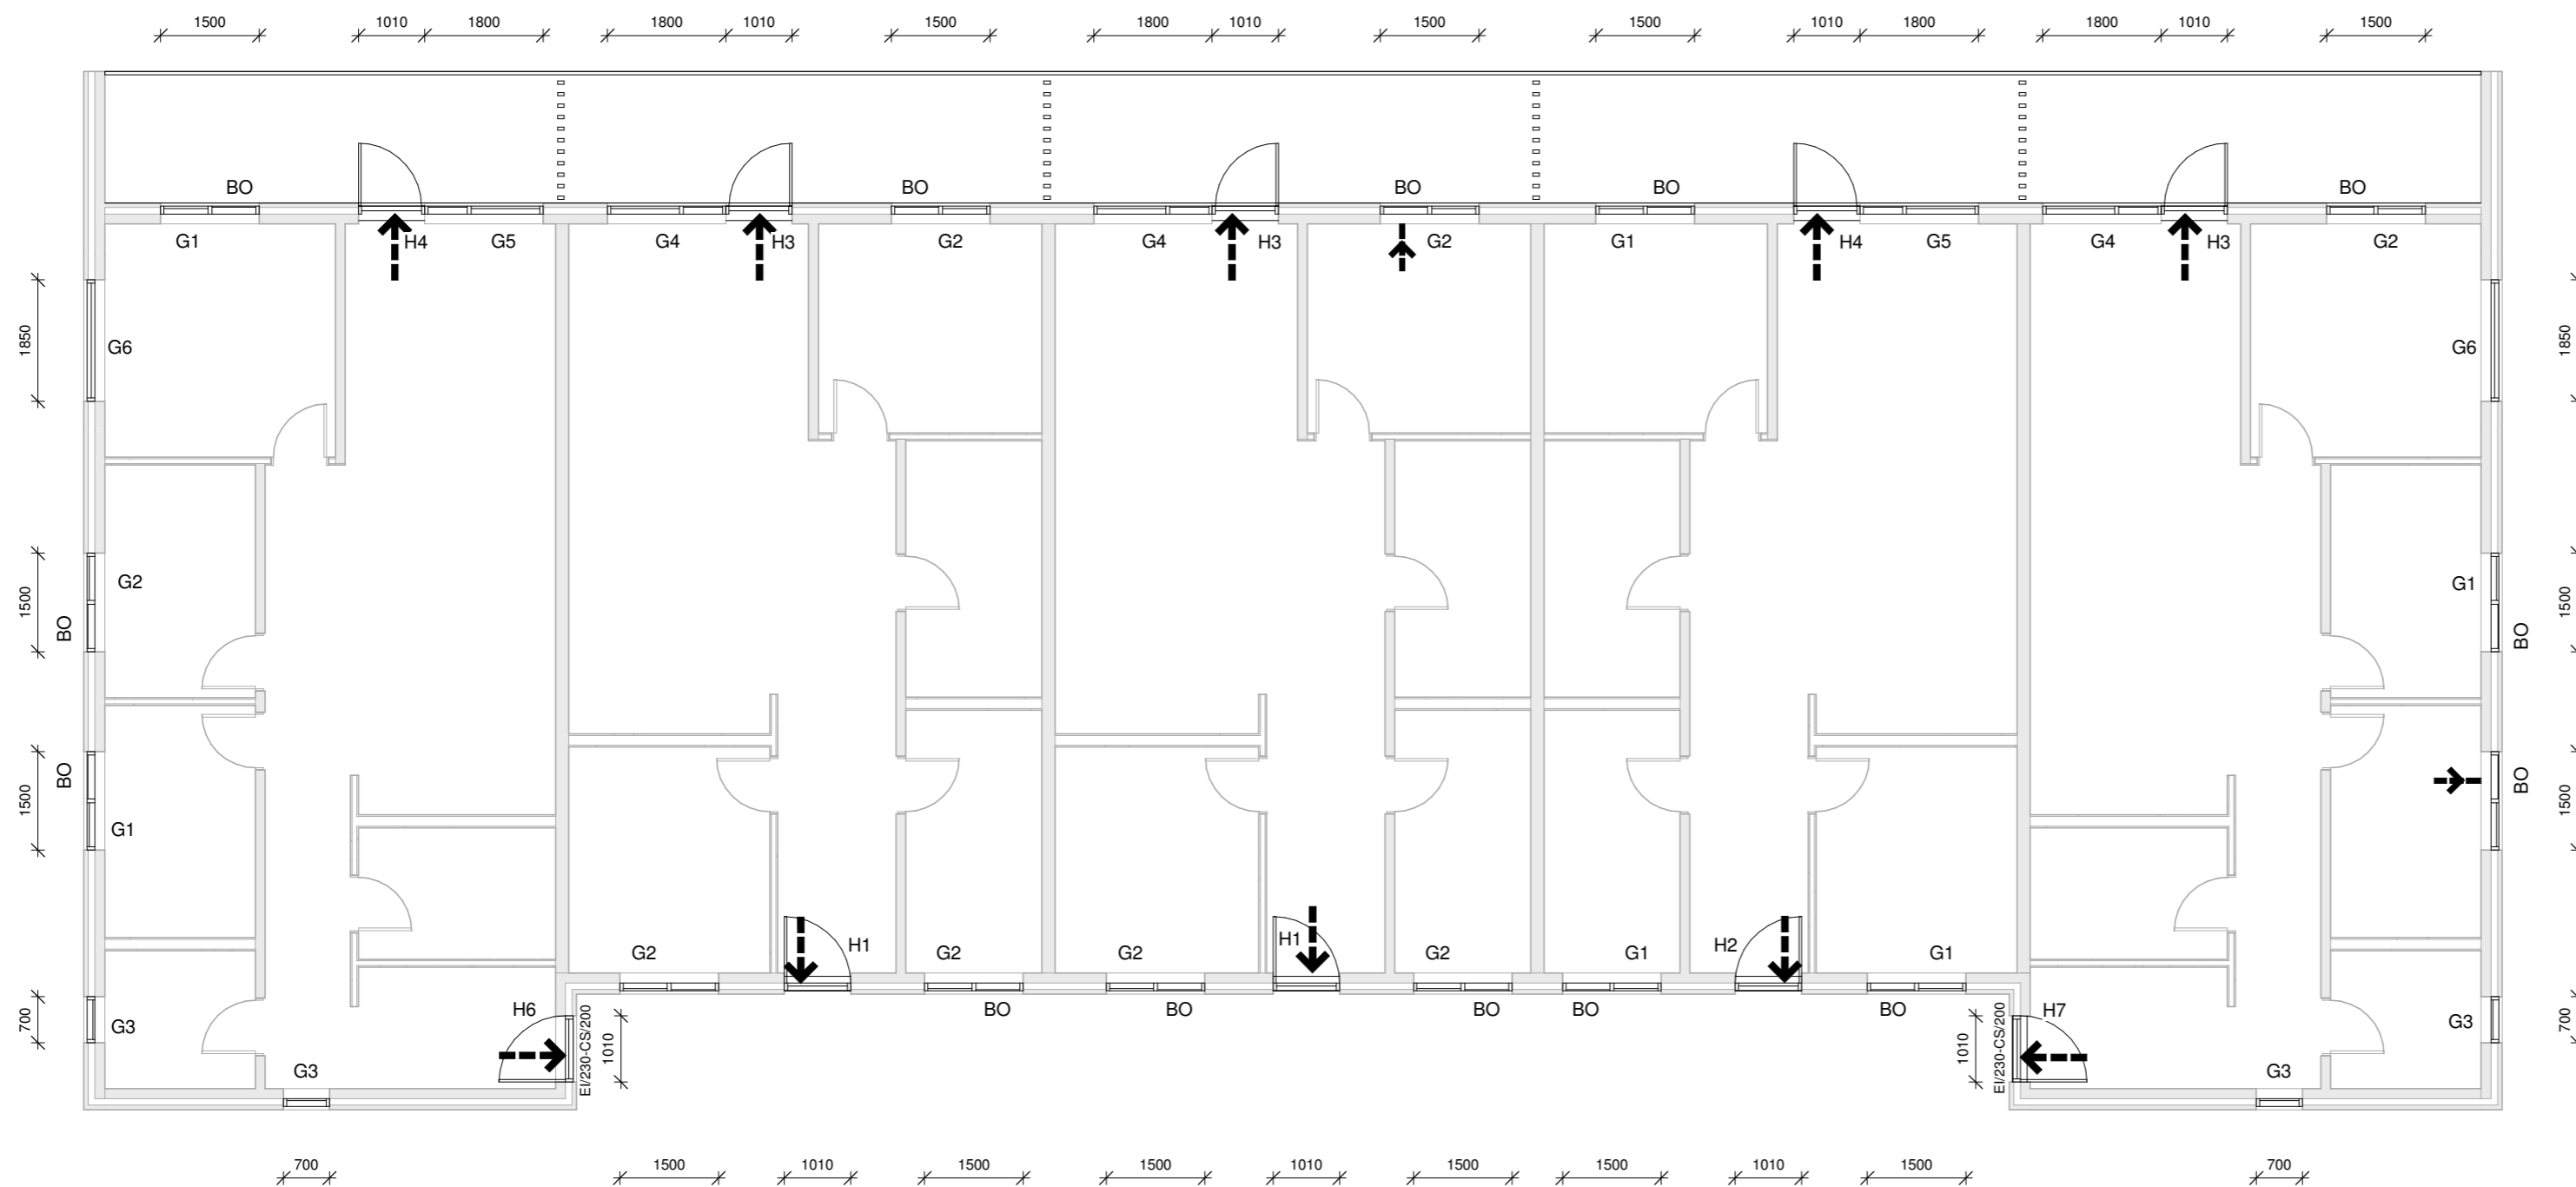 1500 1010 1800 1800 1010 1500 1800 1010 1500 1500 1010 1800 1800 1010 1500
BO BO BO BO BO
G1 H4 G5 G4 H3 G2 G4 H3 G2 G1 H4 G5 G4 H3 G2
1850 G6 G6 1850
1500 BO G2 G1 BO 1500
1500 BO G1 BO 1500
G2 H1 G2 G2 H1 G2 G1 H2 G1
BO BO BO BO BO
700 G3 H6 EI/230-CS/200 1010 1010 EI/230-CS/200 H7 G3 700
G3 G3
700 1500 1010 1500 1500 1010 1500 1500 1010 1500 700